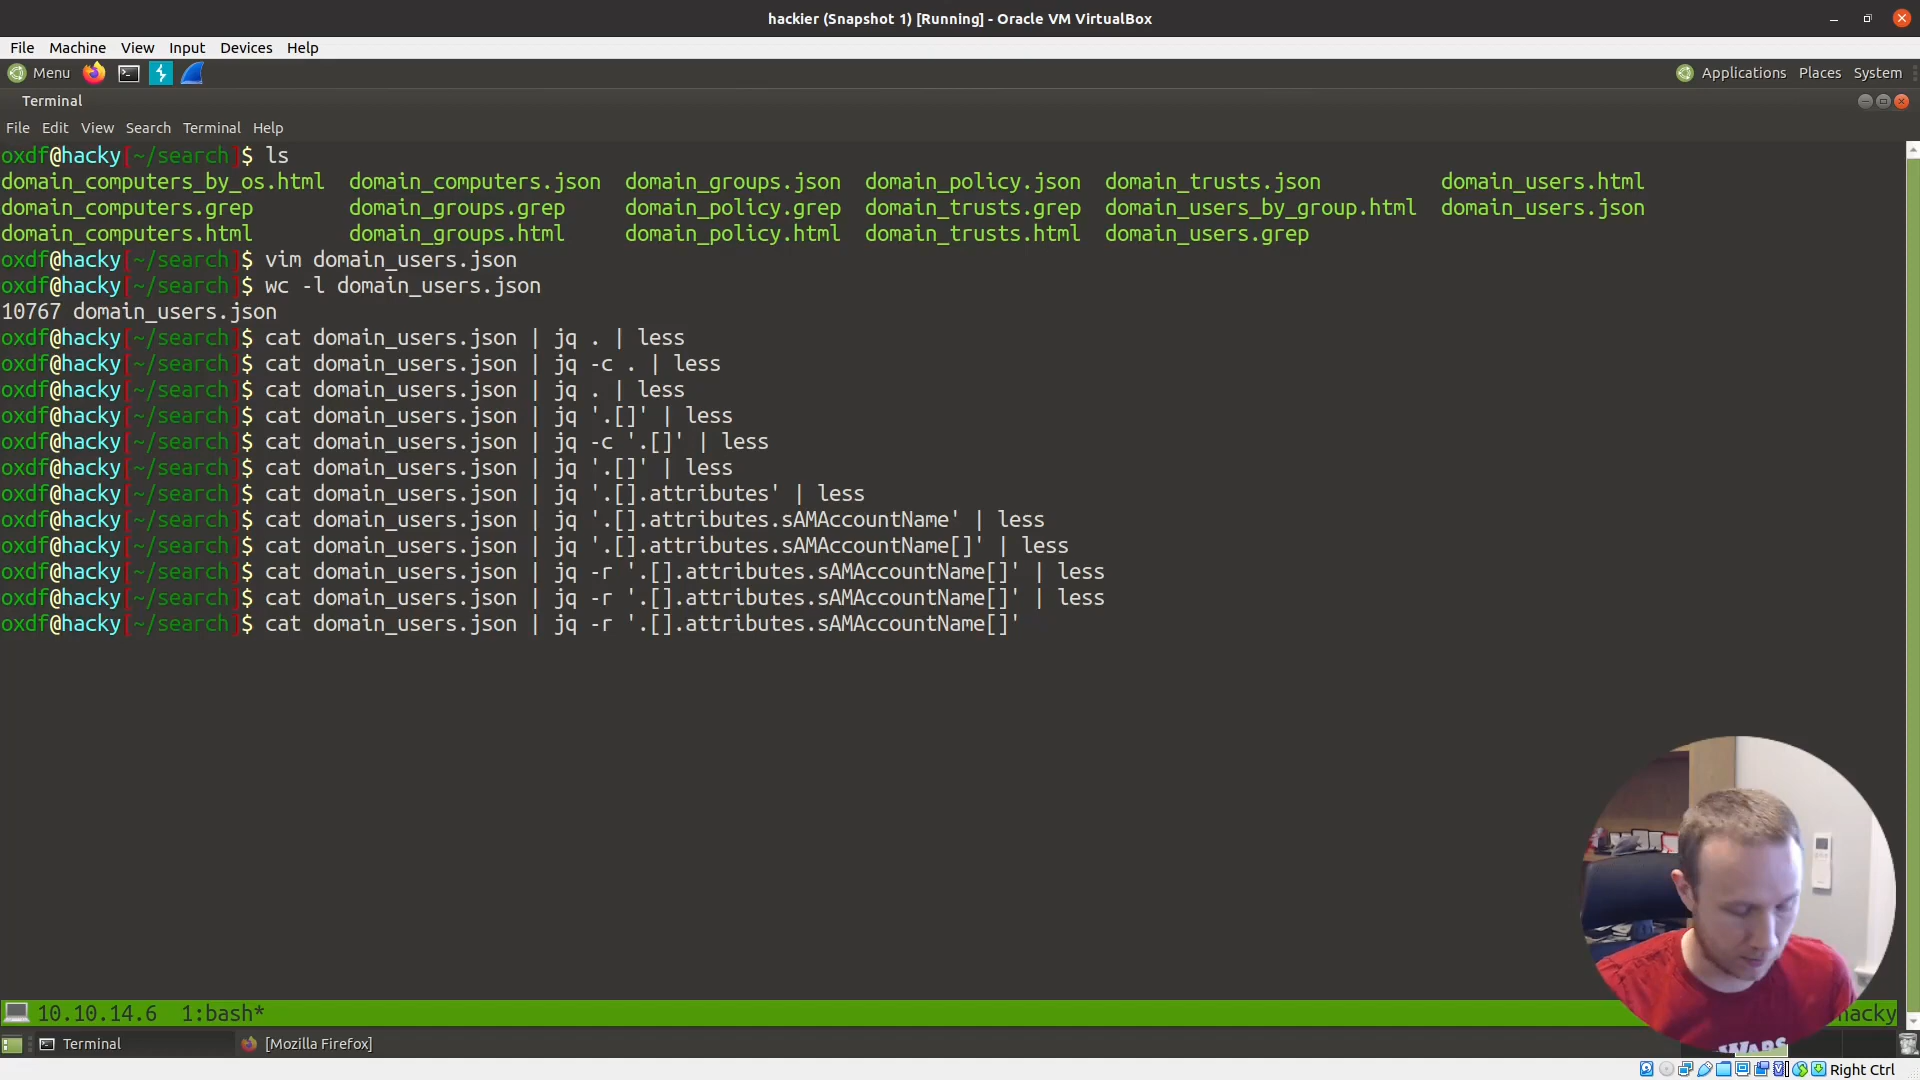 hackier (Snapshot 1) [Running] - Oracle VM VirtualBox
File Machine View Input Devices Help
Menu Applications Places System
Terminal
File Edit View Search Terminal Help
oxdf@hacky[~/search]$ ls
domain_computers_by_os.html domain_computers.json domain_groups.json domain_policy.json domain_trusts.json domain_users.html
domain_computers.grep domain_groups.grep domain_policy.grep domain_trusts.grep domain_users_by_group.html domain_users.json
domain_computers.html domain_groups.html domain_policy.html domain_trusts.html domain_users.grep
oxdf@hacky[~/search]$ vim domain_users.json
oxdf@hacky[~/search]$ wc -l domain_users.json
10767 domain_users.json
oxdf@hacky[~/search]$ cat domain_users.json | jq . | less
oxdf@hacky[~/search]$ cat domain_users.json | jq -c . | less
oxdf@hacky[~/search]$ cat domain_users.json | jq . | less
oxdf@hacky[~/search]$ cat domain_users.json | jq '.[]' | less
oxdf@hacky[~/search]$ cat domain_users.json | jq -c '.[]' | less
oxdf@hacky[~/search]$ cat domain_users.json | jq '.[]' | less
oxdf@hacky[~/search]$ cat domain_users.json | jq '.[].attributes' | less
oxdf@hacky[~/search]$ cat domain_users.json | jq '.[].attributes.sAMAccountName' | less
oxdf@hacky[~/search]$ cat domain_users.json | jq '.[].attributes.sAMAccountName[]' | less
oxdf@hacky[~/search]$ cat domain_users.json | jq -r '.[].attributes.sAMAccountName[]' | less
oxdf@hacky[~/search]$ cat domain_users.json | jq -r '.[].attributes.sAMAccountName[]' | less
oxdf@hacky[~/search]$ cat domain_users.json | jq -r '.[].attributes.sAMAccountName[]'
10.10.14.6 1:bash* hacky
WARS
Terminal [Mozilla Firefox]
Right Ctrl